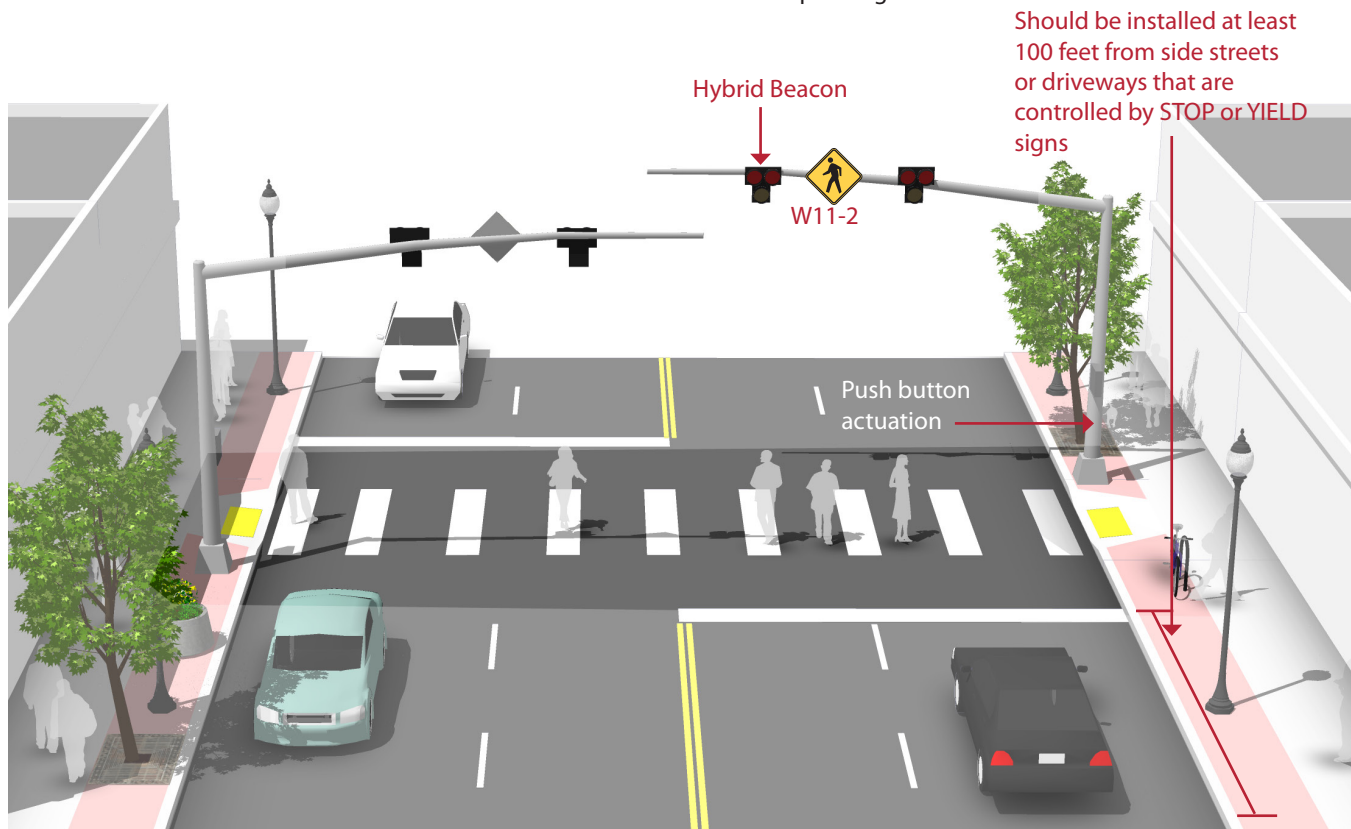 Should be installed at least
100 feet from side streets
or driveways that are
controlled by STOP or YIELD
signs
Hybrid Beacon
W11-2
Push button
actuation